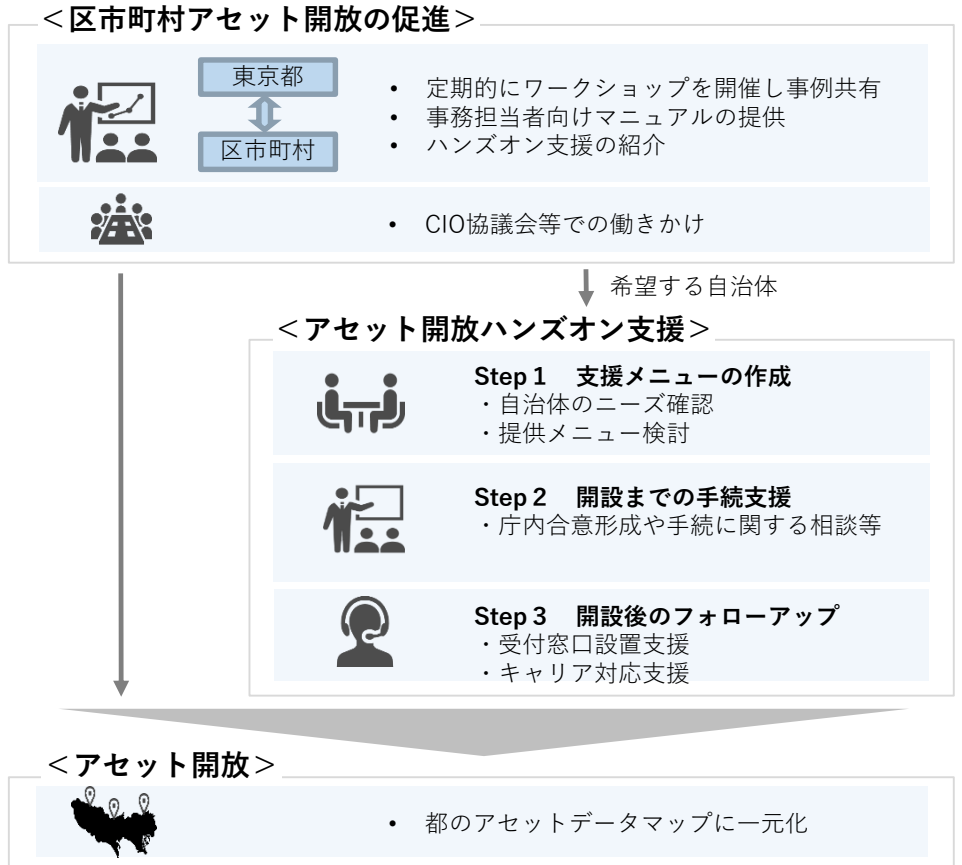 ＜区市町村アセット開放の促進＞
東京都
区市町村
• 定期的にワークショップを開催し事例共有
• 事務担当者向けマニュアルの提供
• ハンズオン支援の紹介
• CIO協議会等での働きかけ
希望する自治体
＜アセット開放ハンズオン支援＞
Step 1　支援メニューの作成
・自治体のニーズ確認
・提供メニュー検討
Step 2　開設までの手続支援
・庁内合意形成や手続に関する相談等
Step 3　開設後のフォローアップ
・受付窓口設置支援
・キャリア対応支援
＜アセット開放＞
• 都のアセットデータマップに一元化